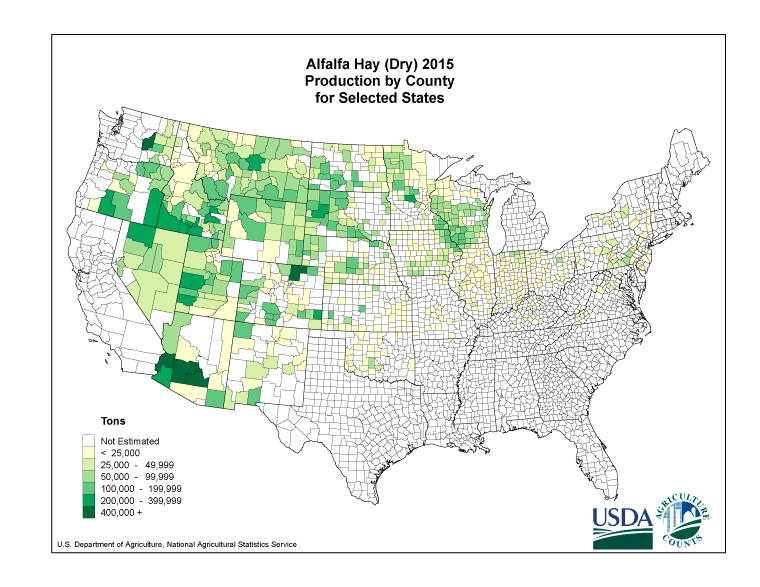 Alfalfa Hay (Dry) 2015
Production by County
for Selected States
Tons
Not Estimated
< 25,000
25,000 - 49,999
50,000 - 99,999
100,000 - 199,999
200,000 - 399,999
400,000 +
USDA
AGRICULTURE
COUNTS
U.S. Department of Agriculture, National Agricultural Statistics Service